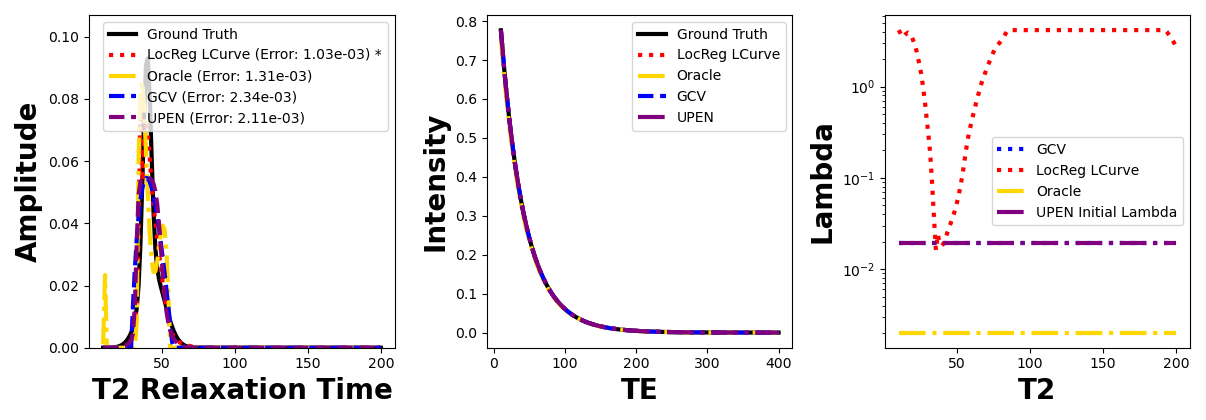 0.10
0.08
0.06
0.04
0.02
0.00
Amplitude
Ground Truth
LocReg LCurve (Error: 1.03e-03) *
Oracle (Error: 1.31e-03)
GCV (Error: 2.34e-03)
UPEN (Error: 2.11e-03)
50 100 150 200
T2 Relaxation Time
0.8
0.7
0.6
0.5
0.4
0.3
0.2
0.1
0.0
Intensity
Ground Truth
LocReg LCurve
Oracle
GCV
UPEN
0 100 200 300 400
TE
10⁰
10⁻¹
10⁻²
Lambda
GCV
LocReg LCurve
Oracle
UPEN Initial Lambda
50 100 150 200
T2